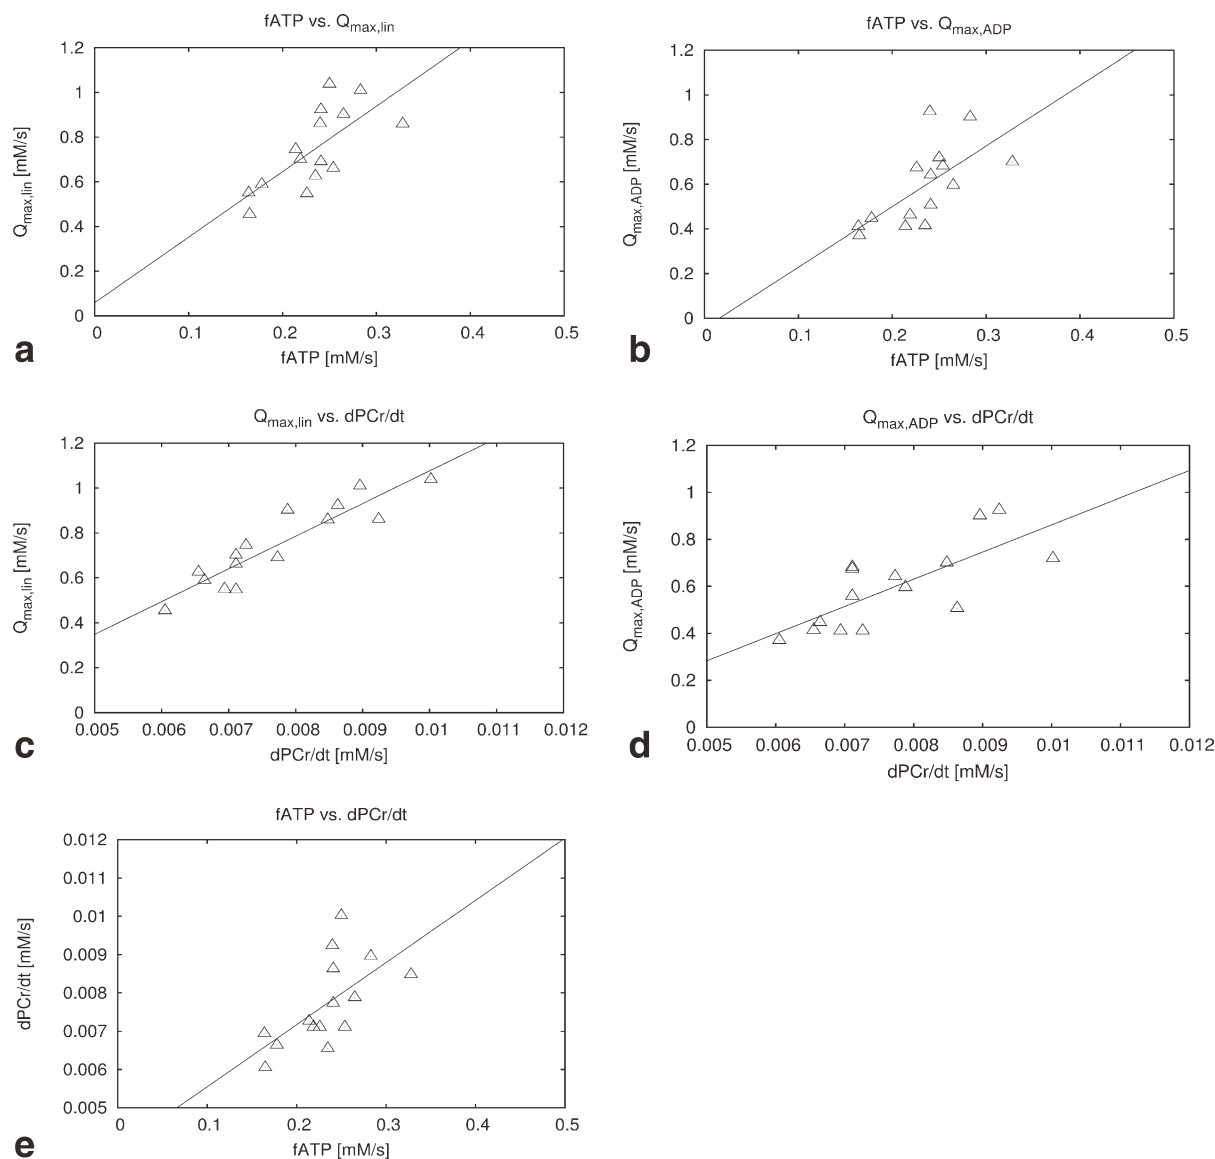 fATP vs. Qmax,lin
1.2
1
0.8
0.6
0.4
0.2
0
Qmax,lin [mM/s]
0 0.1 0.2 0.3 0.4 0.5
fATP [mM/s]
a
fATP vs. Qmax,ADP
1.2
1
0.8
0.6
0.4
0.2
0
Qmax,ADP [mM/s]
0 0.1 0.2 0.3 0.4 0.5
fATP [mM/s]
b
Qmax,lin vs. dPCr/dt
1.2
1
0.8
0.6
0.4
0.2
0
Qmax,lin [mM/s]
0.005 0.006 0.007 0.008 0.009 0.01 0.011 0.012
dPCr/dt [mM/s]
c
Qmax,ADP vs. dPCr/dt
1.2
1
0.8
0.6
0.4
0.2
0
Qmax,ADP [mM/s]
0.005 0.006 0.007 0.008 0.009 0.01 0.011 0.012
dPCr/dt [mM/s]
d
fATP vs. dPCr/dt
0.012
0.011
0.01
0.009
0.008
0.007
0.006
0.005
dPCr/dt [mM/s]
0 0.1 0.2 0.3 0.4 0.5
fATP [mM/s]
e